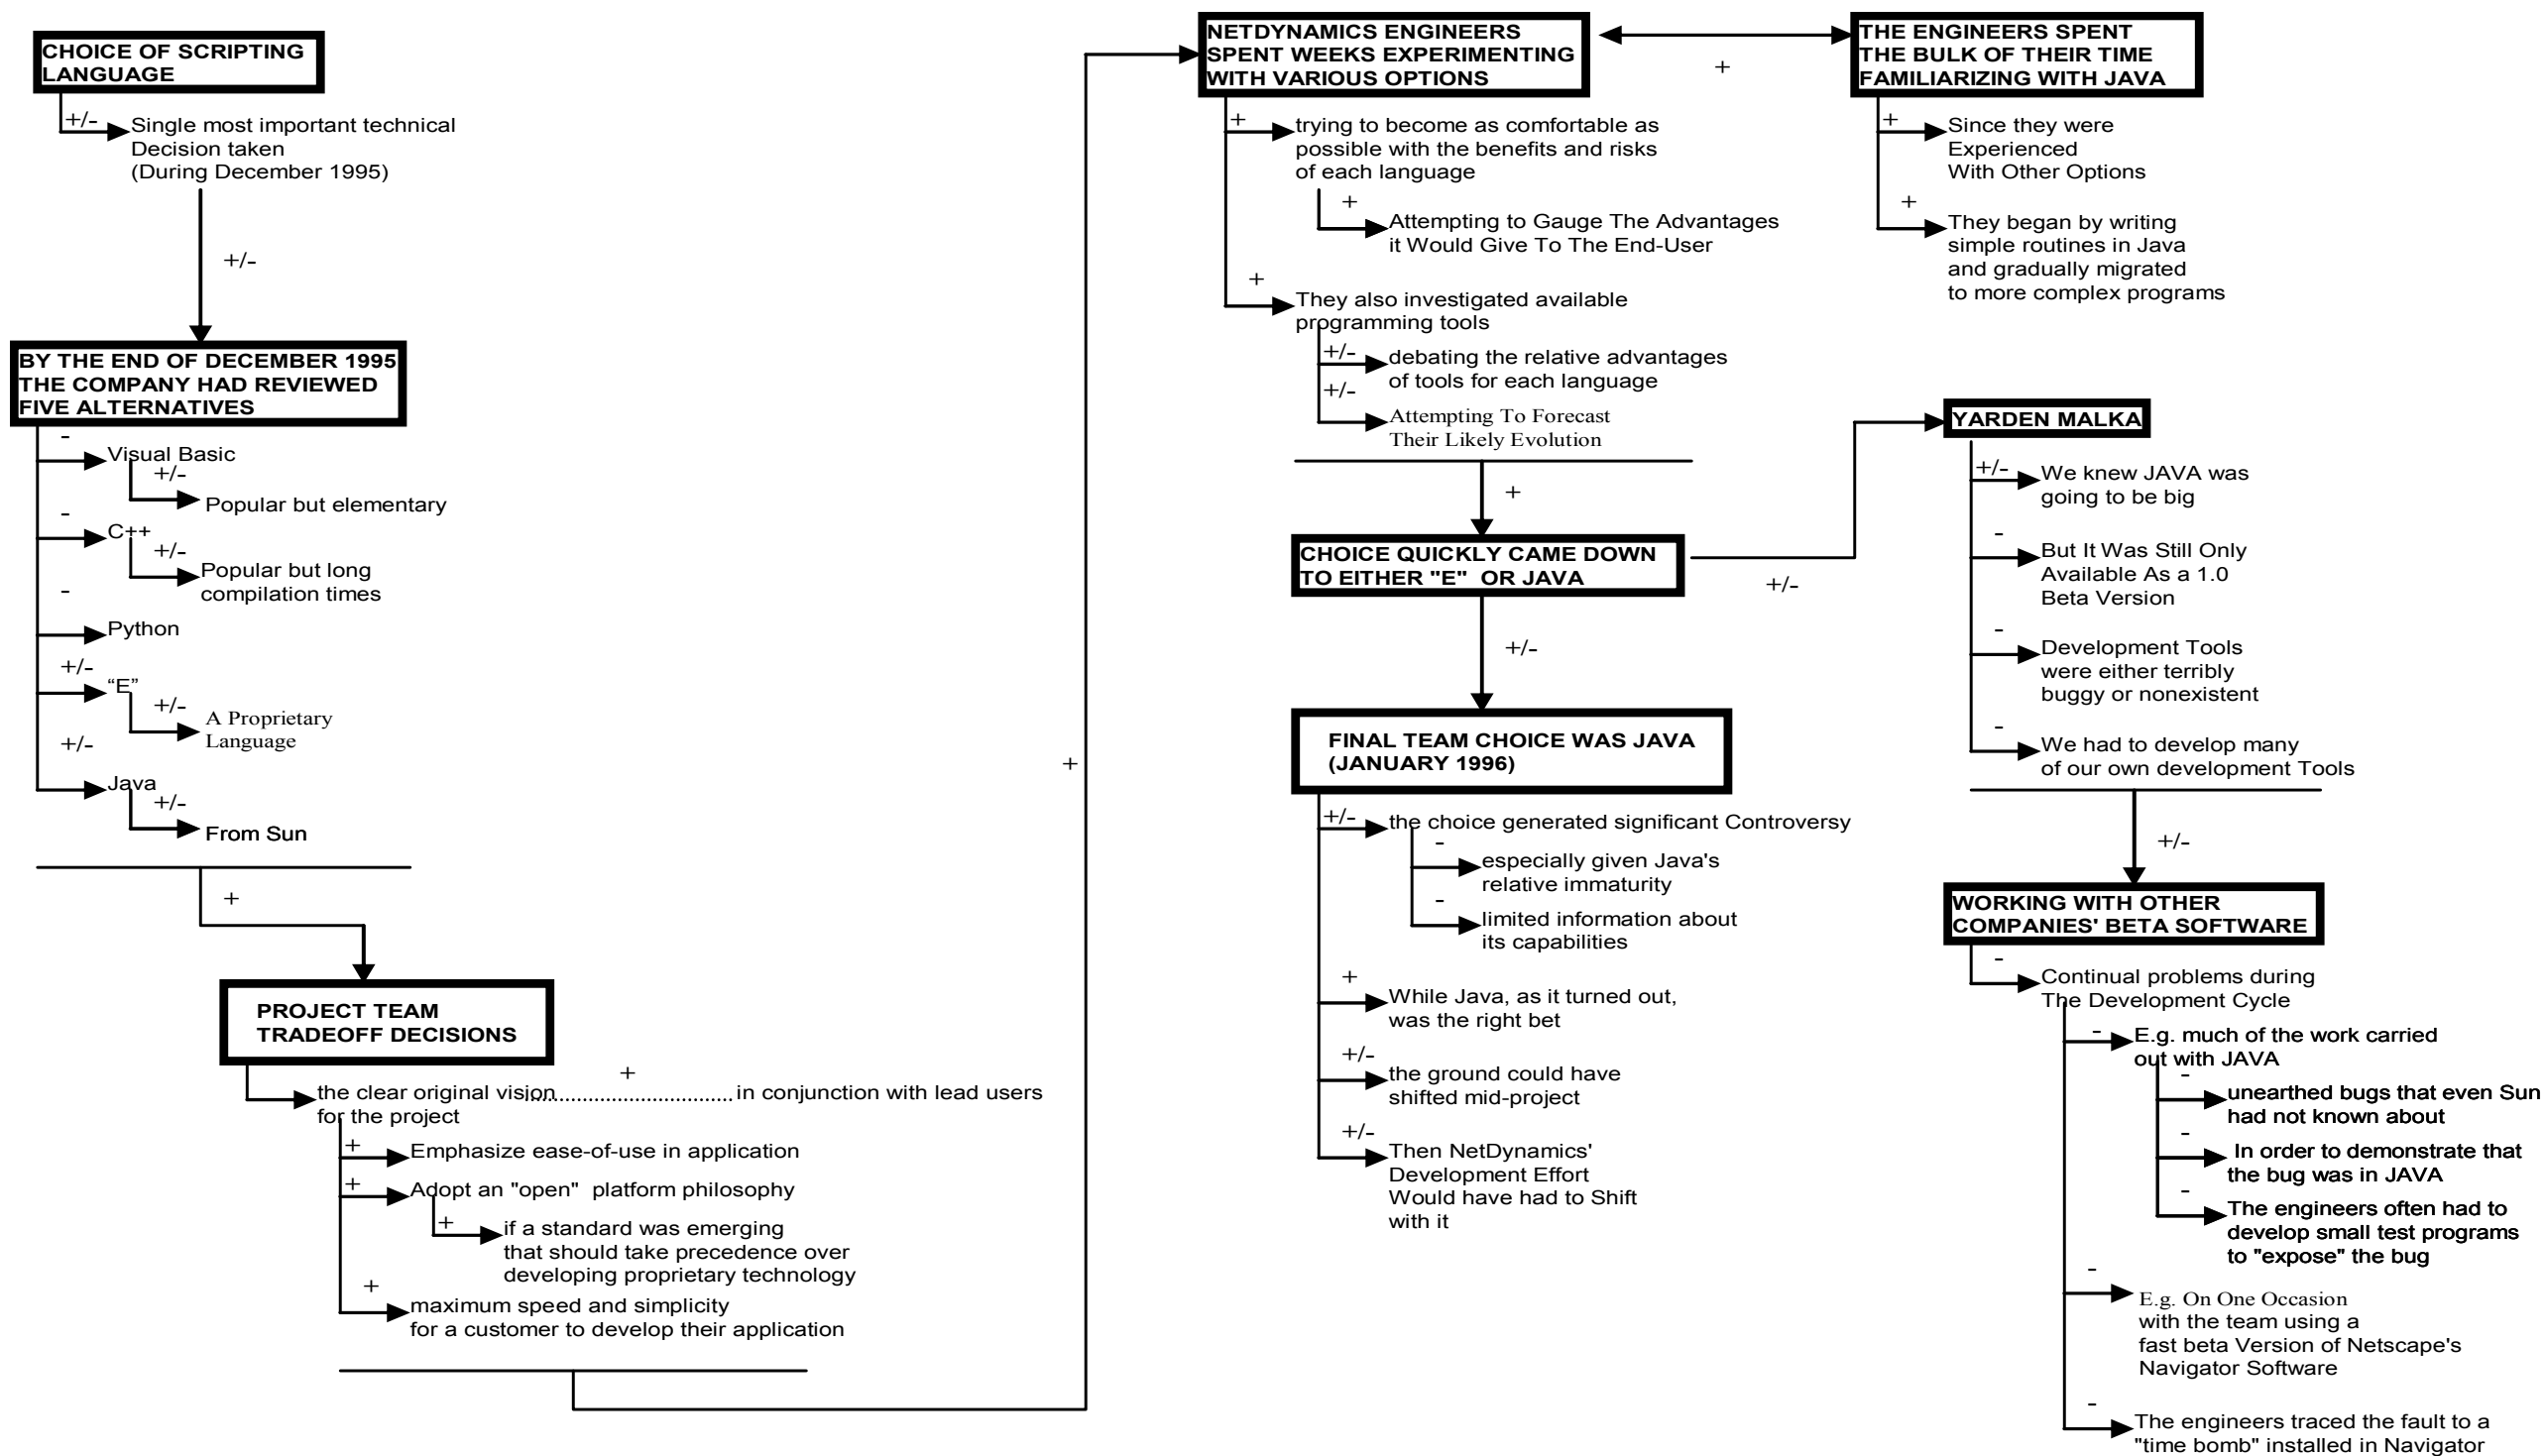 CHOICE OF SCRIPTING
LANGUAGE
+/-
Single most important technical
Decision taken
(During December 1995)
+/-
BY THE END OF DECEMBER 1995
THE COMPANY HAD REVIEWED
FIVE ALTERNATIVES
-
Visual Basic
+/-
Popular but elementary
-
C++
+/-
Popular but long
compilation times
-
Python
+/-
“E”
+/-
A Proprietary
Language
+/-
Java
+/-
From Sun
+
PROJECT TEAM
TRADEOFF DECISIONS
+
the clear original vision.................................... in conjunction with lead users
for the project
+
Emphasize ease-of-use in application
+
Adopt an "open" platform philosophy
+
if a standard was emerging
that should take precedence over
developing proprietary technology
+
maximum speed and simplicity
for a customer to develop their application
+
NETDYNAMICS ENGINEERS
SPENT WEEKS EXPERIMENTING
WITH VARIOUS OPTIONS
+
trying to become as comfortable as
possible with the benefits and risks
of each language
+
Attempting to Gauge The Advantages
it Would Give To The End-User
+
They also investigated available
programming tools
+/-
debating the relative advantages
of tools for each language
+/-
Attempting To Forecast
Their Likely Evolution
+
THE ENGINEERS SPENT
THE BULK OF THEIR TIME
FAMILIARIZING WITH JAVA
+
Since they were
Experienced
With Other Options
+
They began by writing
simple routines in Java
and gradually migrated
to more complex programs
+
CHOICE QUICKLY CAME DOWN
TO EITHER "E" OR JAVA
+/-
+/-
FINAL TEAM CHOICE WAS JAVA
(JANUARY 1996)
+/-
the choice generated significant Controversy
-
especially given Java's
relative immaturity
-
limited information about
its capabilities
+
While Java, as it turned out,
was the right bet
+/-
the ground could have
shifted mid-project
+/-
Then NetDynamics'
Development Effort
Would have had to Shift
with it
YARDEN MALKA
+/-
We knew JAVA was
going to be big
-
But It Was Still Only
Available As a 1.0
Beta Version
-
Development Tools
were either terribly
buggy or nonexistent
-
We had to develop many
of our own development Tools
+/-
WORKING WITH OTHER
COMPANIES' BETA SOFTWARE
-
Continual problems during
The Development Cycle
-
E.g. much of the work carried
out with JAVA
-
unearthed bugs that even Sun
had not known about
-
In order to demonstrate that
the bug was in JAVA
-
The engineers often had to
develop small test programs
to "expose" the bug
-
E.g. On One Occasion
with the team using a
fast beta Version of Netscape's
Navigator Software
-
The engineers traced the fault to a
"time bomb" installed in Navigator